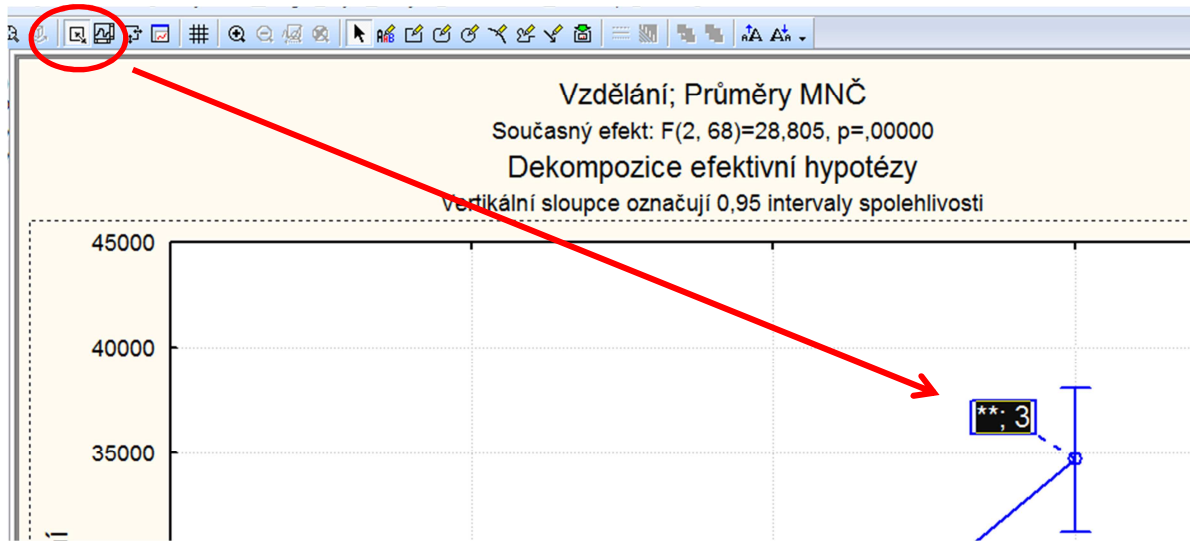 Vzdělání; Průměry MNČ
Současný efekt: F(2, 68)=28,805, p=,00000
Dekompozice efektivní hypotézy
Vertikální sloupce označují 0,95 intervaly spolehlivosti
45000
40000
**; 3
35000